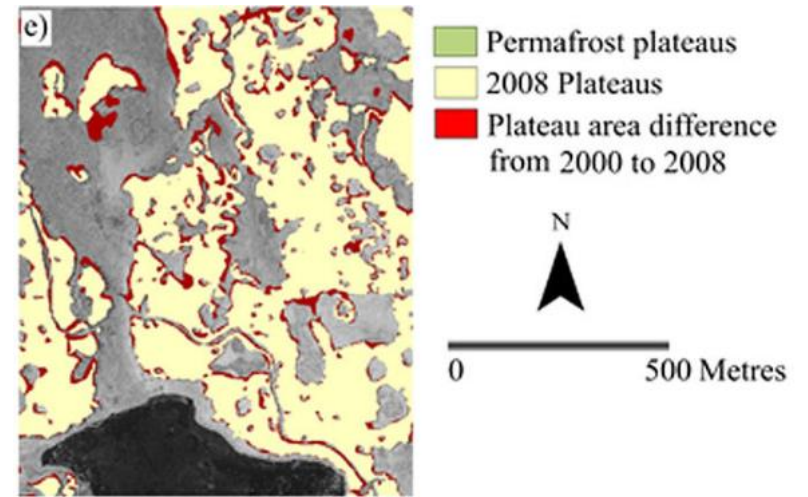 e)
Permafrost plateaus
2008 Plateaus
Plateau area difference
from 2000 to 2008
N
0 500 Metres